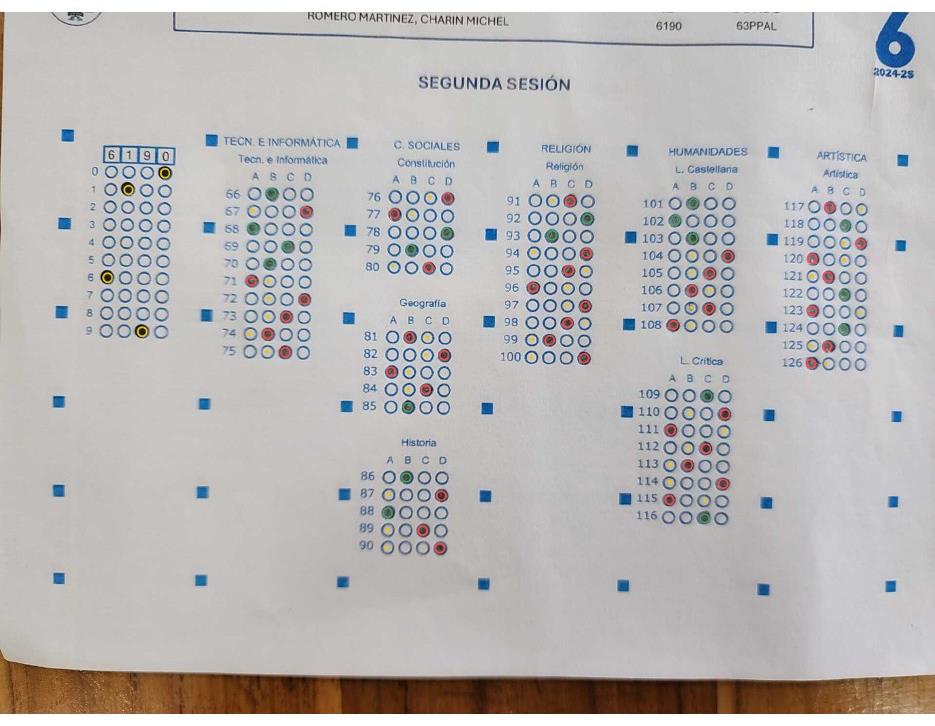 ROMERO MARTINEZ, CHARIN MICHEL
6190 63PPAL
6
2024-25
SEGUNDA SESIÓN
6 1 9 0
0
1
2
3
4
5
6
7
8
9
TECN. E INFORMÁTICA
Tecn. e Informática
A B C D
66
67
68
69
70
71
72
73
74
75
C. SOCIALES
Constitución
A B C D
76
77
78
79
80
Geografía
A B C D
81
82
83
84
85
Historia
A B C D
86
87
88
89
90
RELIGIÓN
Religión
A B C D
91
92
93
94
95
96
97
98
99
100
HUMANIDADES
L. Castellana
A B C D
101
102
103
104
105
106
107
108
L. Crítica
A B C D
109
110
111
112
113
114
115
116
ARTÍSTICA
Artística
A B C D
117
118
119
120
121
122
123
124
125
126